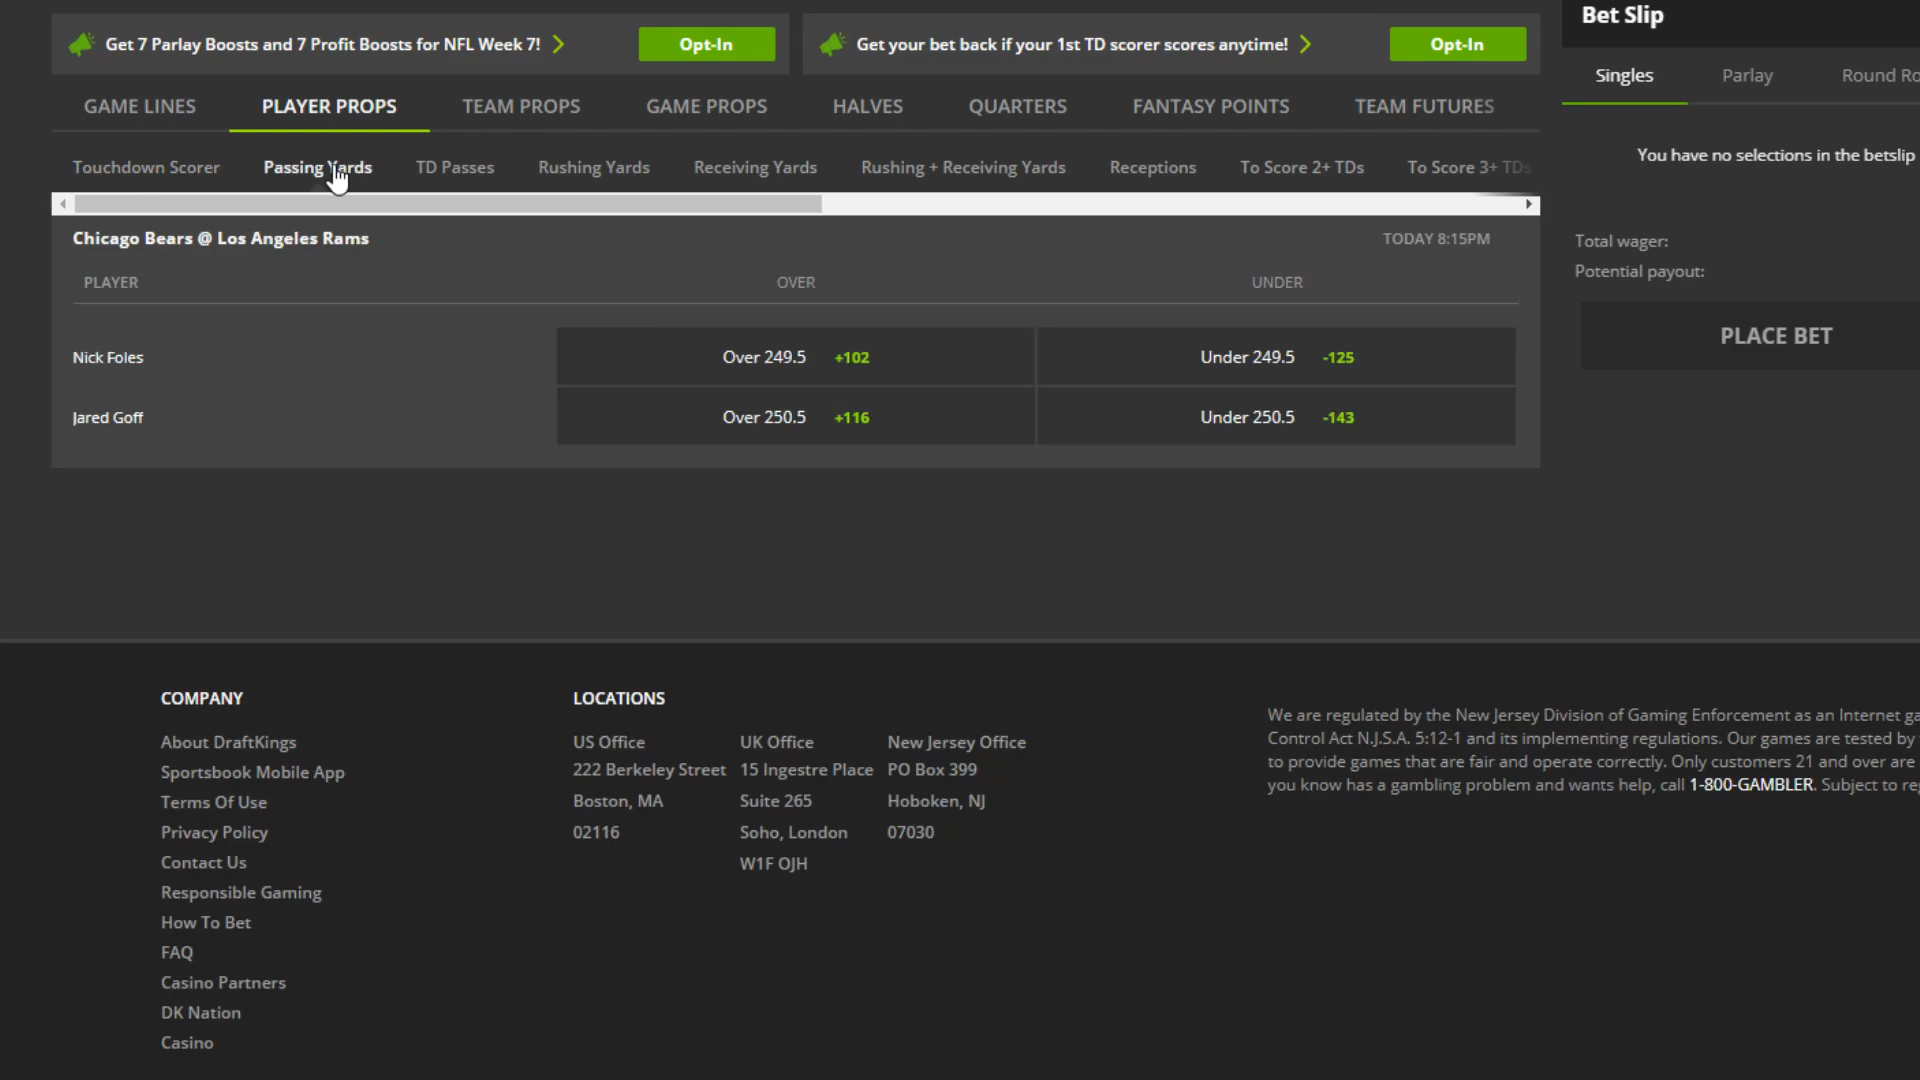 Get 7 Parlay Boosts and 7 Profit Boosts for NFL Week 7!
Opt-In
Get your bet back if your 1st TD scorer scores anytime!
Opt-In
Bet Slip
GAME LINES
PLAYER PROPS
TEAM PROPS
GAME PROPS
HALVES
QUARTERS
FANTASY POINTS
TEAM FUTURES
Singles
Parlay
Round Ro
Touchdown Scorer
Passing Yards
TD Passes
Rushing Yards
Receiving Yards
Rushing + Receiving Yards
Receptions
To Score 2+ TDs
To Score 3+ TDs
You have no selections in the betslip
Chicago Bears @ Los Angeles Rams
TODAY 8:15PM
Total wager:
Potential payout:
PLAYER
OVER
UNDER
PLACE BET
Nick Foles
Over 249.5 +102
Under 249.5 -125
Jared Goff
Over 250.5 +116
Under 250.5 -143
COMPANY
About DraftKings
Sportsbook Mobile App
Terms Of Use
Privacy Policy
Contact Us
Responsible Gaming
How To Bet
FAQ
Casino Partners
DK Nation
Casino
LOCATIONS
US Office
222 Berkeley Street
Boston, MA
02116
UK Office
15 Ingestre Place
Suite 265
Soho, London
W1F OJH
New Jersey Office
PO Box 399
Hoboken, NJ
07030
We are regulated by the New Jersey Division of Gaming Enforcement as an Internet ga
Control Act N.J.S.A. 5:12-1 and its implementing regulations. Our games are tested by
to provide games that are fair and operate correctly. Only customers 21 and over are
you know has a gambling problem and wants help, call 1-800-GAMBLER. Subject to reg